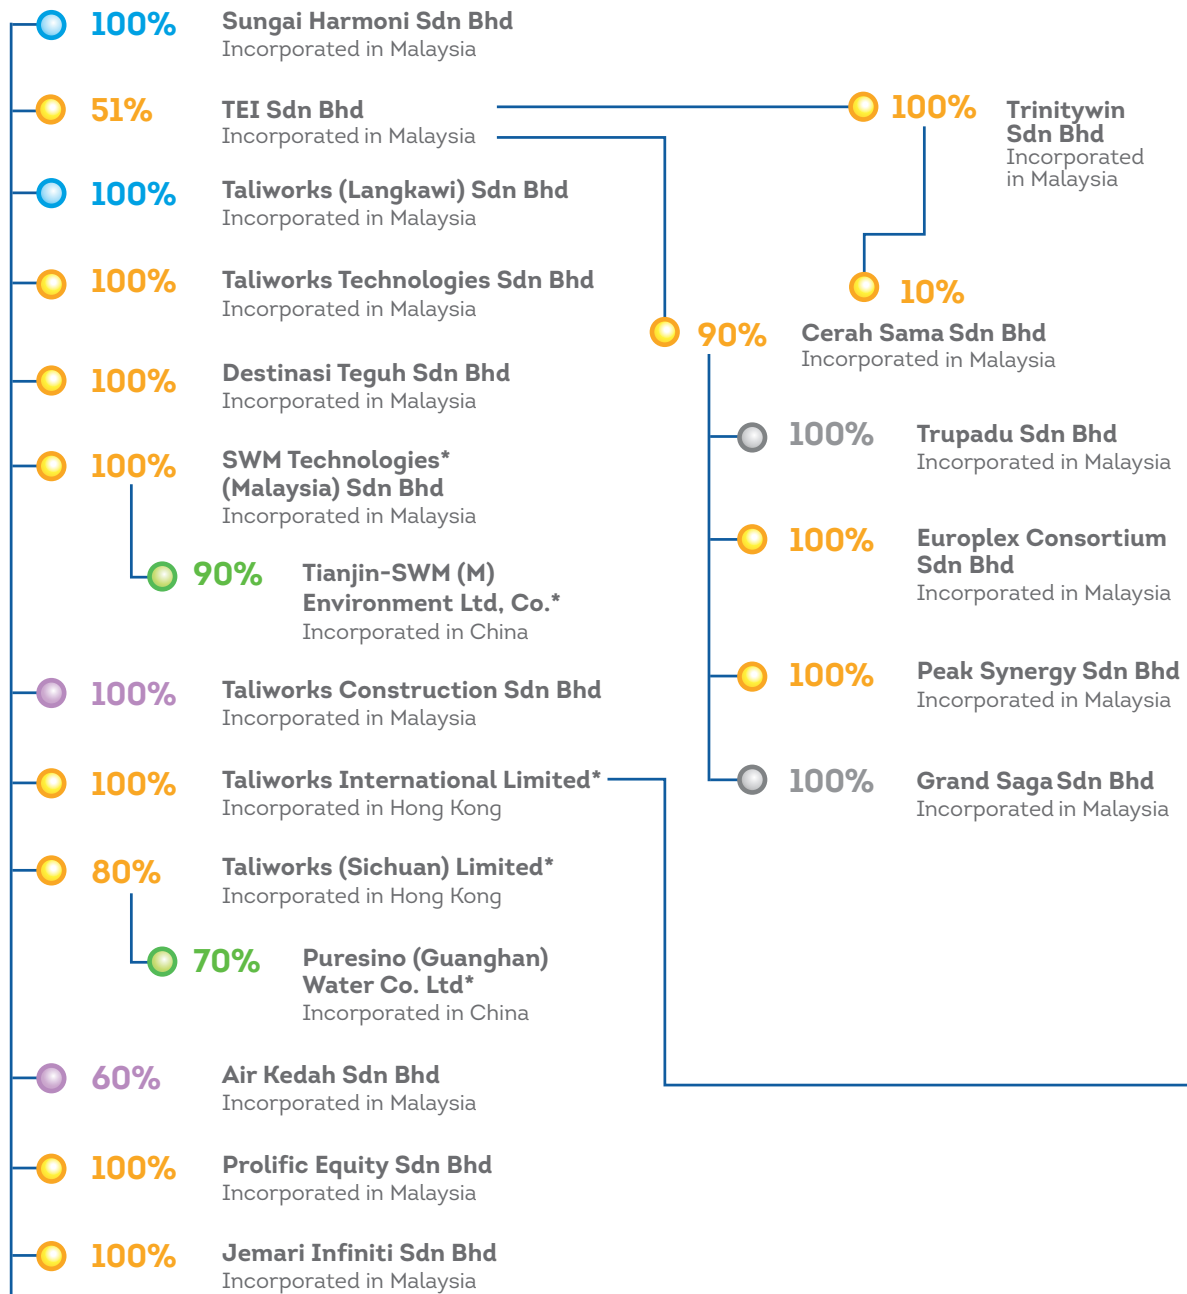 100%
Sungai Harmoni Sdn Bhd
Incorporated in Malaysia
51%
TEI Sdn Bhd
Incorporated in Malaysia
100%
Trinitywin
Sdn Bhd
Incorporated
in Malaysia
100%
Taliworks (Langkawi) Sdn Bhd
Incorporated in Malaysia
100%
Taliworks Technologies Sdn Bhd
Incorporated in Malaysia
10%
90%
Cerah Sama Sdn Bhd
Incorporated in Malaysia
100%
Destinasi Teguh Sdn Bhd
Incorporated in Malaysia
100%
SWM Technologies*
(Malaysia) Sdn Bhd
Incorporated in Malaysia
90%
Tianjin-SWM (M)
Environment Ltd, Co.*
Incorporated in China
100%
Trupadu Sdn Bhd
Incorporated in Malaysia
100%
Europlex Consortium
Sdn Bhd
Incorporated in Malaysia
100%
Peak Synergy Sdn Bhd
Incorporated in Malaysia
100%
Grand Saga Sdn Bhd
Incorporated in Malaysia
100%
Taliworks Construction Sdn Bhd
Incorporated in Malaysia
100%
Taliworks International Limited*
Incorporated in Hong Kong
80%
Taliworks (Sichuan) Limited*
Incorporated in Hong Kong
70%
Puresino (Guanghan)
Water Co. Ltd*
Incorporated in China
60%
Air Kedah Sdn Bhd
Incorporated in Malaysia
100%
Prolific Equity Sdn Bhd
Incorporated in Malaysia
100%
Jemari Infiniti Sdn Bhd
Incorporated in Malaysia